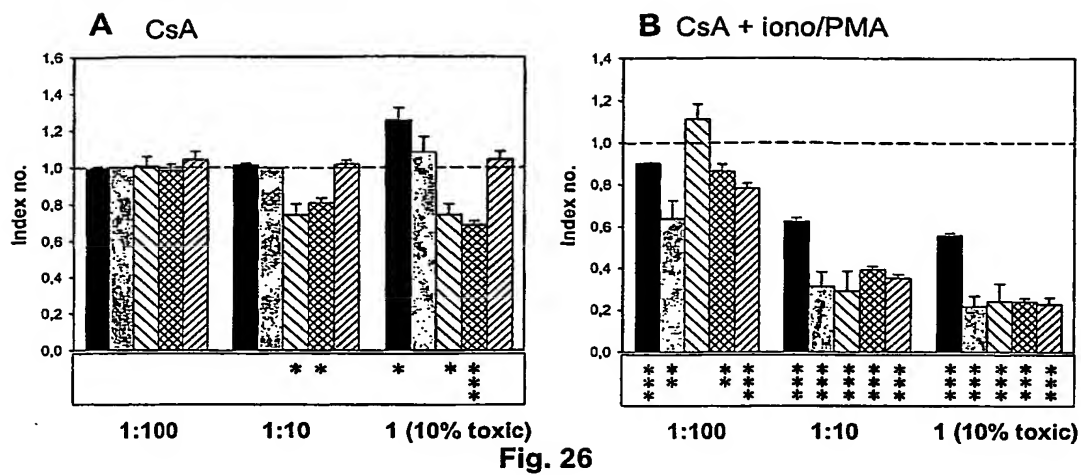 A CsA
B CsA + iono/PMA
Index no.
1,6
1,4
1,2
1,0
0,8
0,6
0,4
0,2
0,0
* * * * ***
1:100 1:10 1 (10% toxic)
Index no.
1,4
1,2
1,0
0,8
0,6
0,4
0,2
0,0
*** ** ** *** *** *** *** *** *** *** *** *** *** ***
1:100 1:10 1 (10% toxic)
Fig. 26